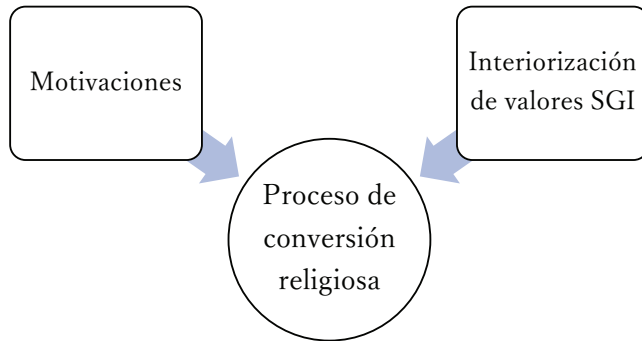 Motivaciones
Interiorización
de valores SGI
Proceso de
conversión
religiosa